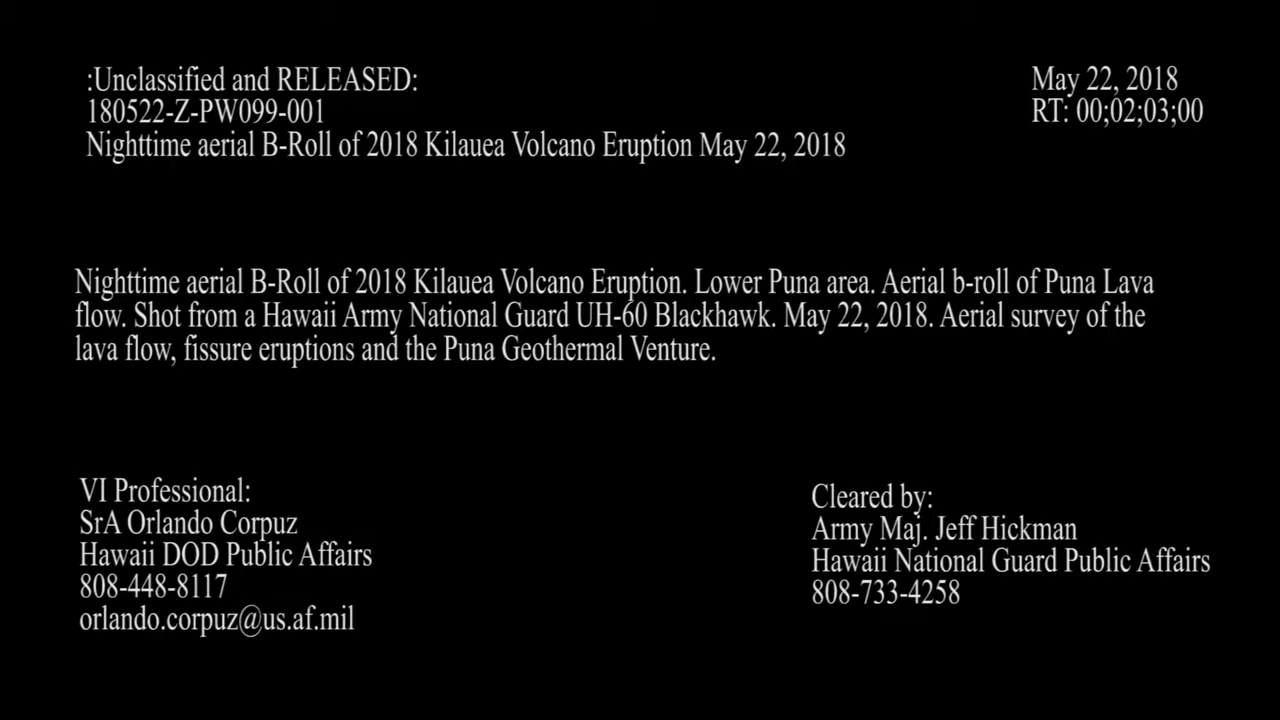 :Unclassified and RELEASED:
180522-Z-PW099-001
Nighttime aerial B-Roll of 2018 Kilauea Volcano Eruption May 22, 2018
May 22, 2018
RT: 00;02;03;00
Nighttime aerial B-Roll of 2018 Kilauea Volcano Eruption. Lower Puna area. Aerial b-roll of Puna Lava
flow. Shot from a Hawaii Army National Guard UH-60 Blackhawk. May 22, 2018. Aerial survey of the
lava flow, fissure eruptions and the Puna Geothermal Venture.
VI Professional:
SrA Orlando Corpuz
Hawaii DOD Public Affairs
808-448-8117
orlando.corpuz@us.af.mil
Cleared by:
Army Maj. Jeff Hickman
Hawaii National Guard Public Affairs
808-733-4258